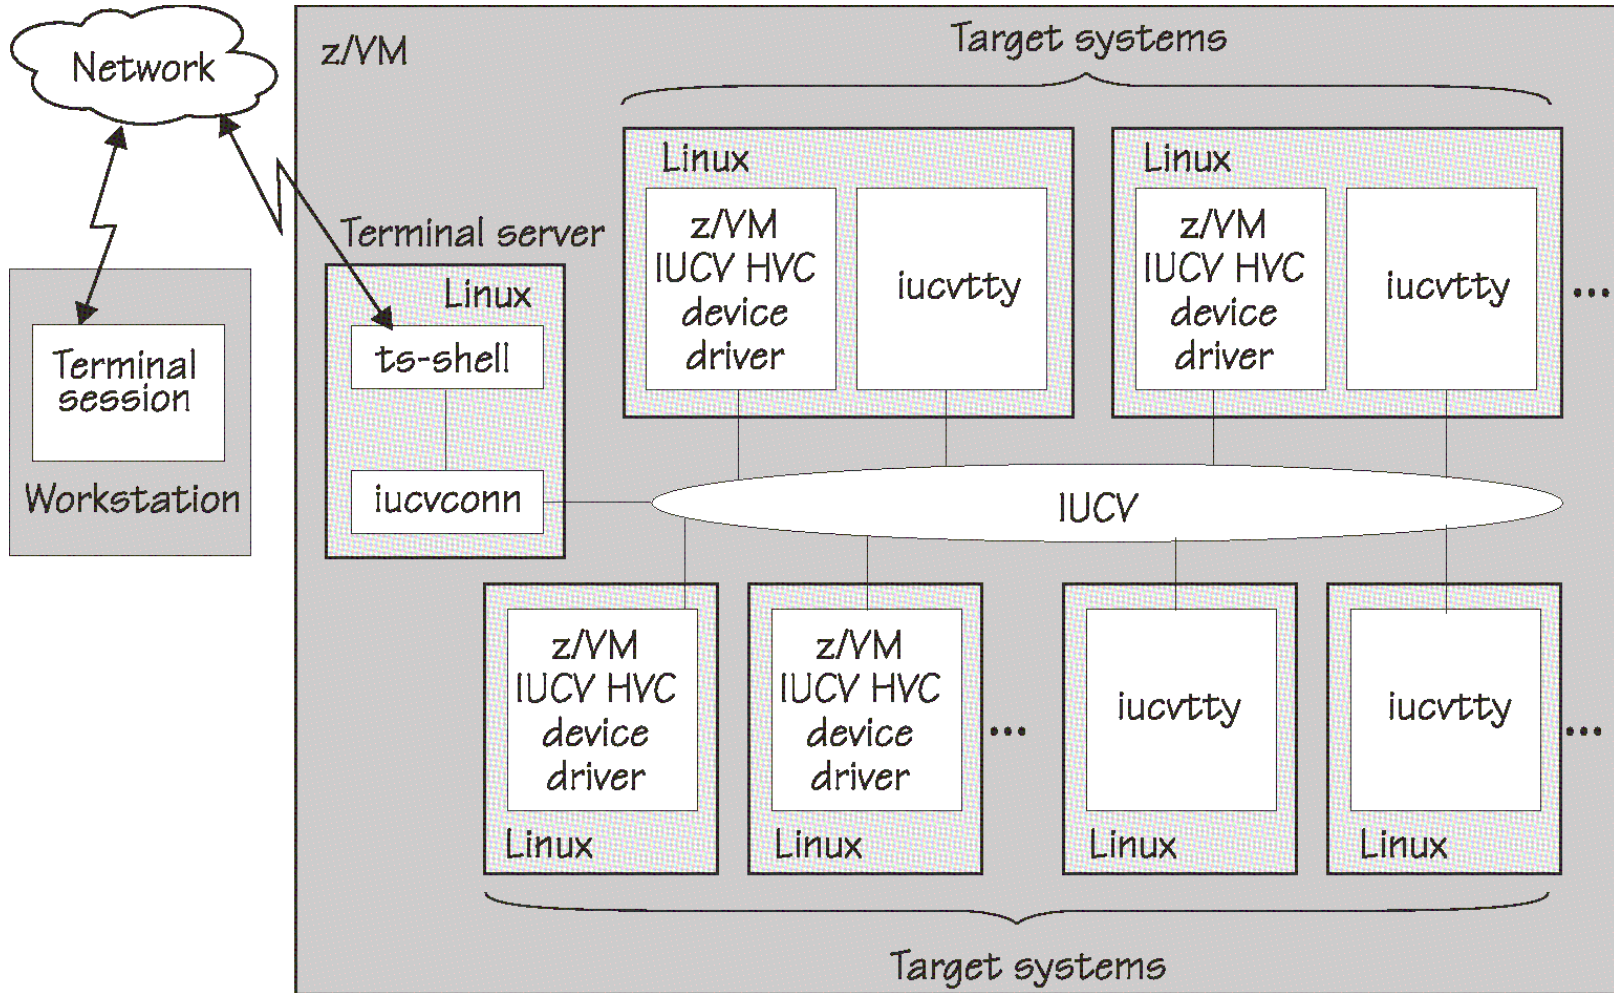 Network
z/VM
Target systems
Linux
z/VM
IUCV HVC
device
driver
iucvtty
Linux
z/VM
IUCV HVC
device
driver
iucvtty
...
Terminal server
Linux
ts-shell
iucvconn
Terminal
session
Workstation
IUCV
z/VM
IUCV HVC
device
driver
Linux
z/VM
IUCV HVC
device
driver
Linux
...
iucvtty
Linux
iucvtty
Linux
...
Target systems